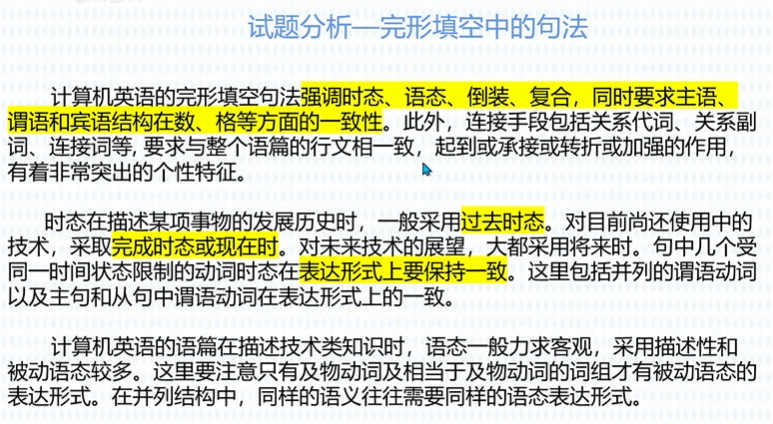 试题分析—完形填空中的句法
计算机英语的完形填空句法强调时态、语态、倒装、复合，同时要求主语、
谓语和宾语结构在数、格等方面的一致性。此外，连接手段包括关系代词、关系副
词、连接词等, 要求与整个语篇的行文相一致，起到或承接或转折或加强的作用，
有着非常突出的个性特征。
时态在描述某项事物的发展历史时，一般采用过去时态。对目前尚还使用中的
技术，采取完成时态或现在时。对未来技术的展望，大都采用将来时。句中几个受
同一时间状态限制的动词时态在表达形式上要保持一致。这里包括并列的谓语动词
以及主句和从句中谓语动词在表达形式上的一致。
计算机英语的语篇在描述技术类知识时，语态一般力求客观，采用描述性和
被动语态较多。这里要注意只有及物动词及相当于及物动词的词组才有被动语态的
表达形式。在并列结构中，同样的语义往往需要同样的语态表达形式。